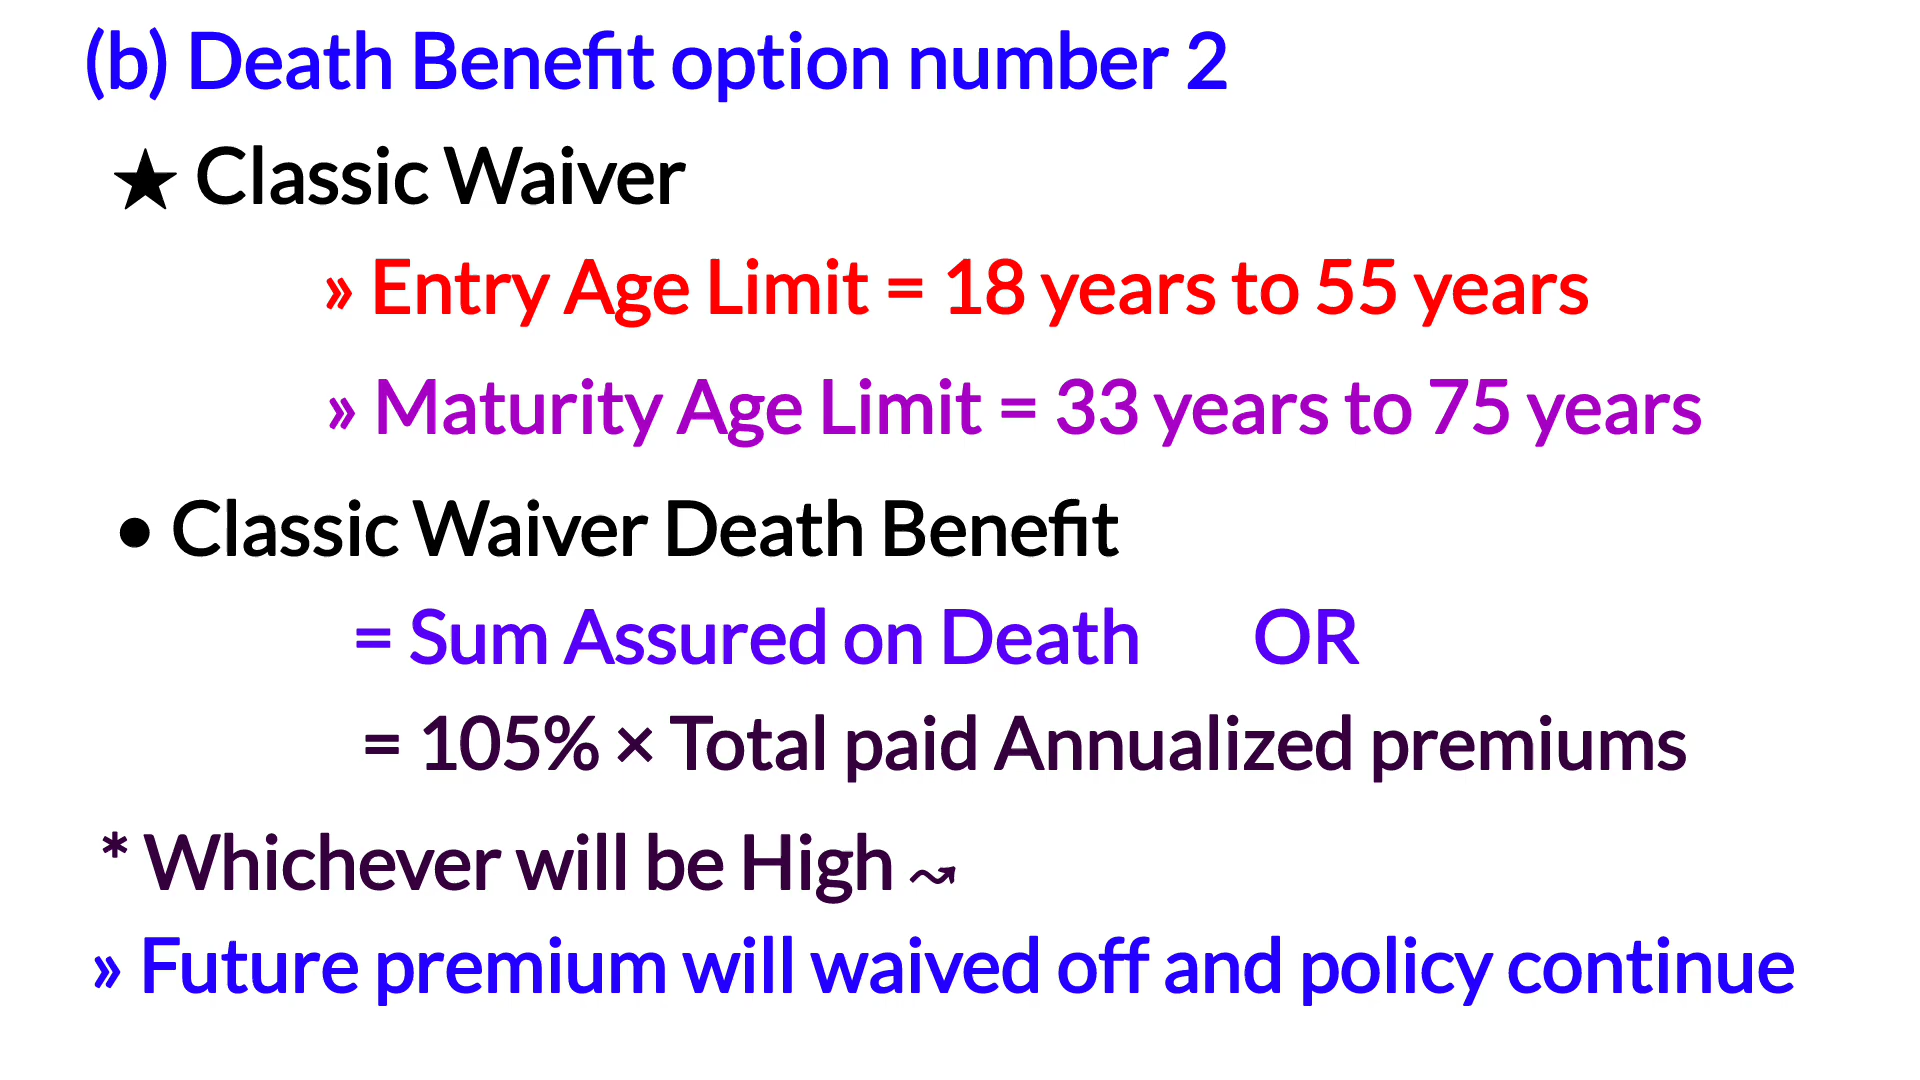 (b) Death Benefit option number 2
★ Classic Waiver
» Entry Age Limit = 18 years to 55 years
» Maturity Age Limit = 33 years to 75 years
• Classic Waiver Death Benefit
= Sum Assured on Death OR
= 105% × Total paid Annualized premiums
* Whichever will be High ⤳
» Future premium will waived off and policy continue